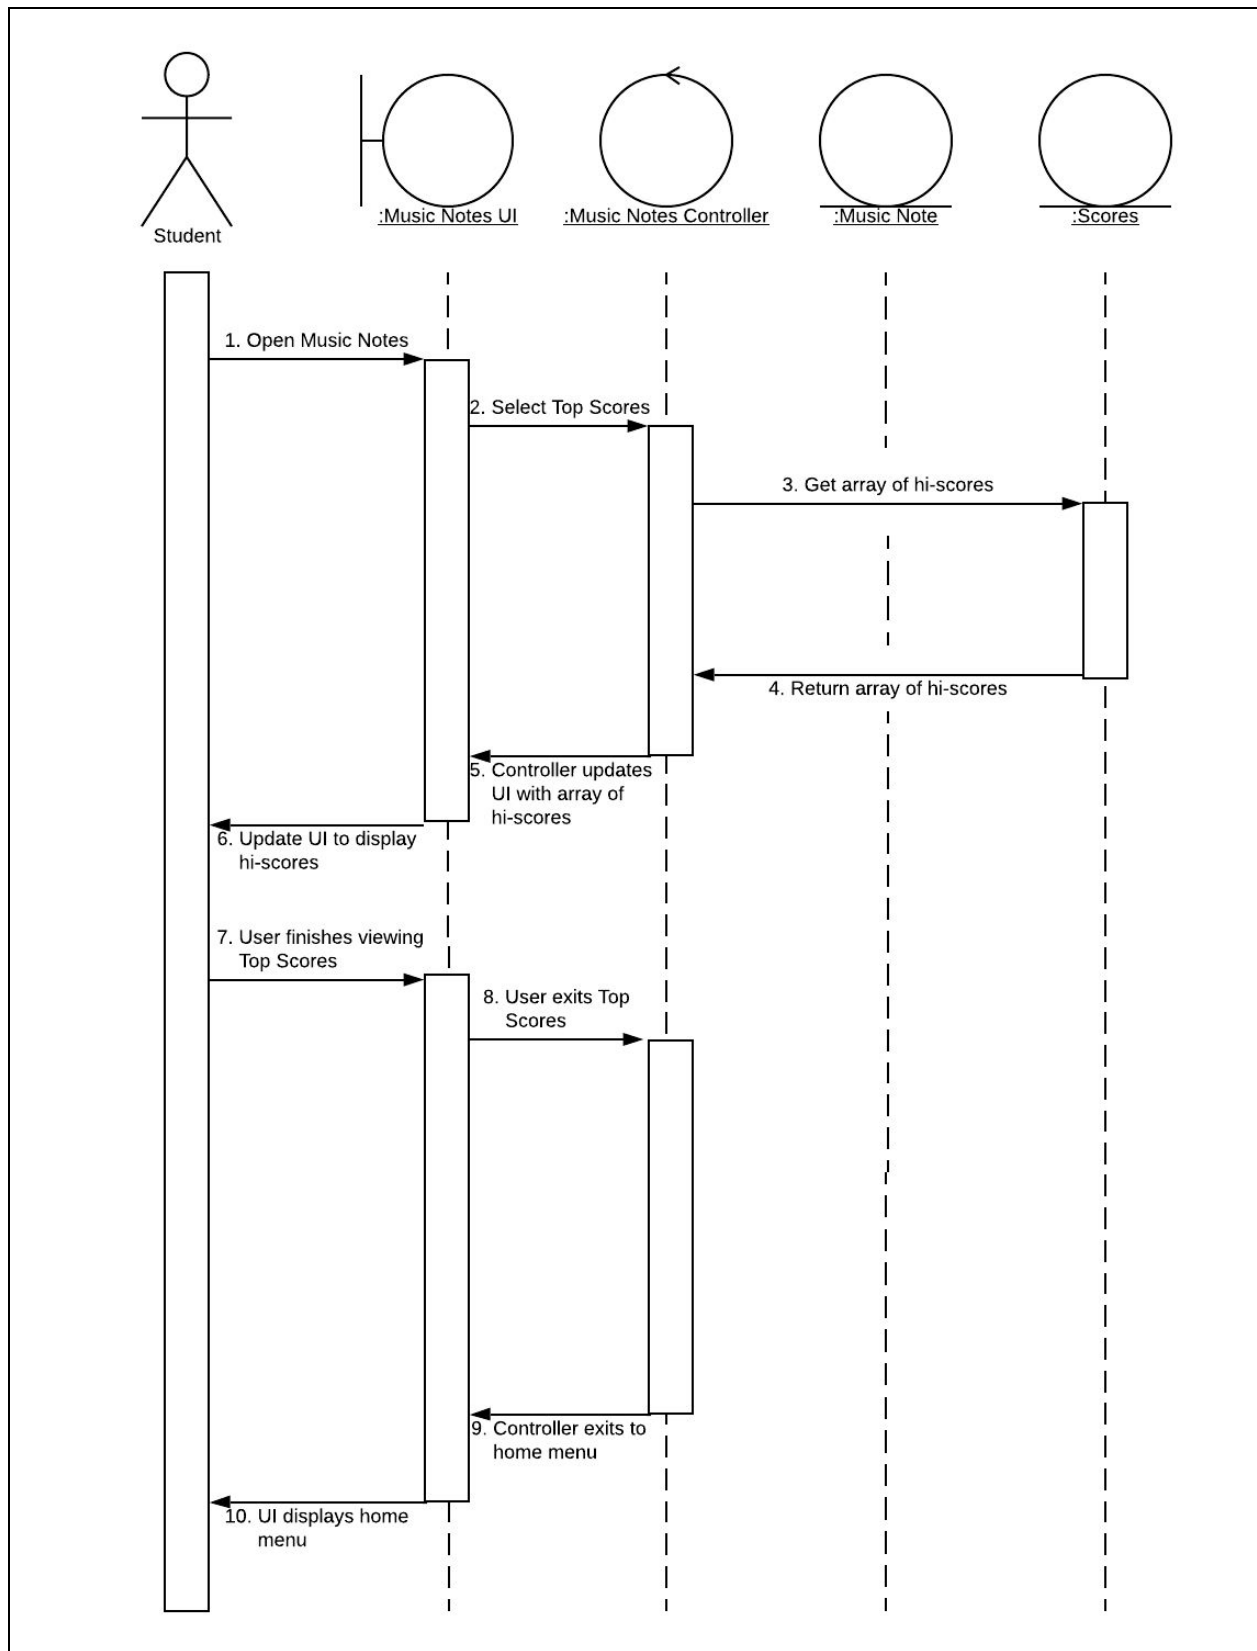 Student
:Music Notes UI
:Music Notes Controller
:Music Note
:Scores
1. Open Music Notes
2. Select Top Scores
3. Get array of hi-scores
4. Return array of hi-scores
5. Controller updates
UI with array of
hi-scores
6. Update UI to display
hi-scores
7. User finishes viewing
Top Scores
8. User exits Top
Scores
9. Controller exits to
home menu
10. UI displays home
menu